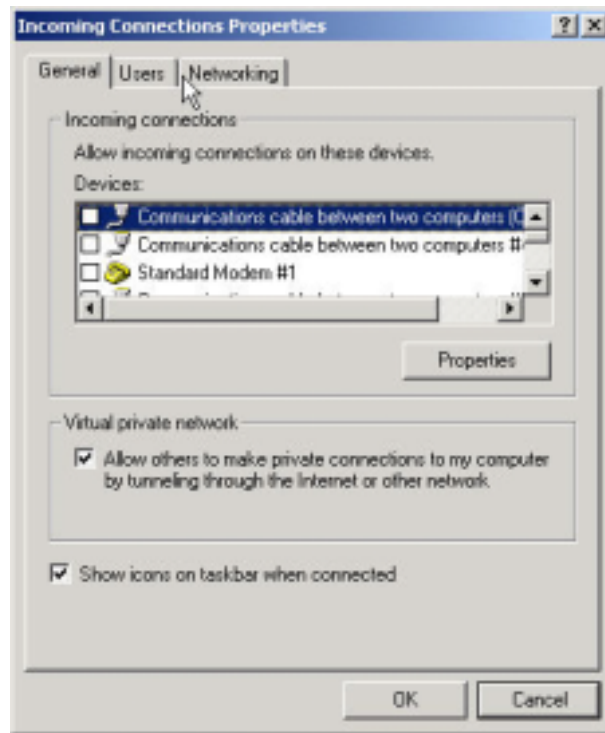 Incoming Connections Properties
General Users Networking
Incoming connections
Allow incoming connections on these devices.
Devices:
Communications cable between two computers
Communications cable between two computers
Standard Modem #1
Properties
Virtual private network
Allow others to make private connections to my computer
by tunneling through the Internet or other network.
Show icons on taskbar when connected
OK Cancel